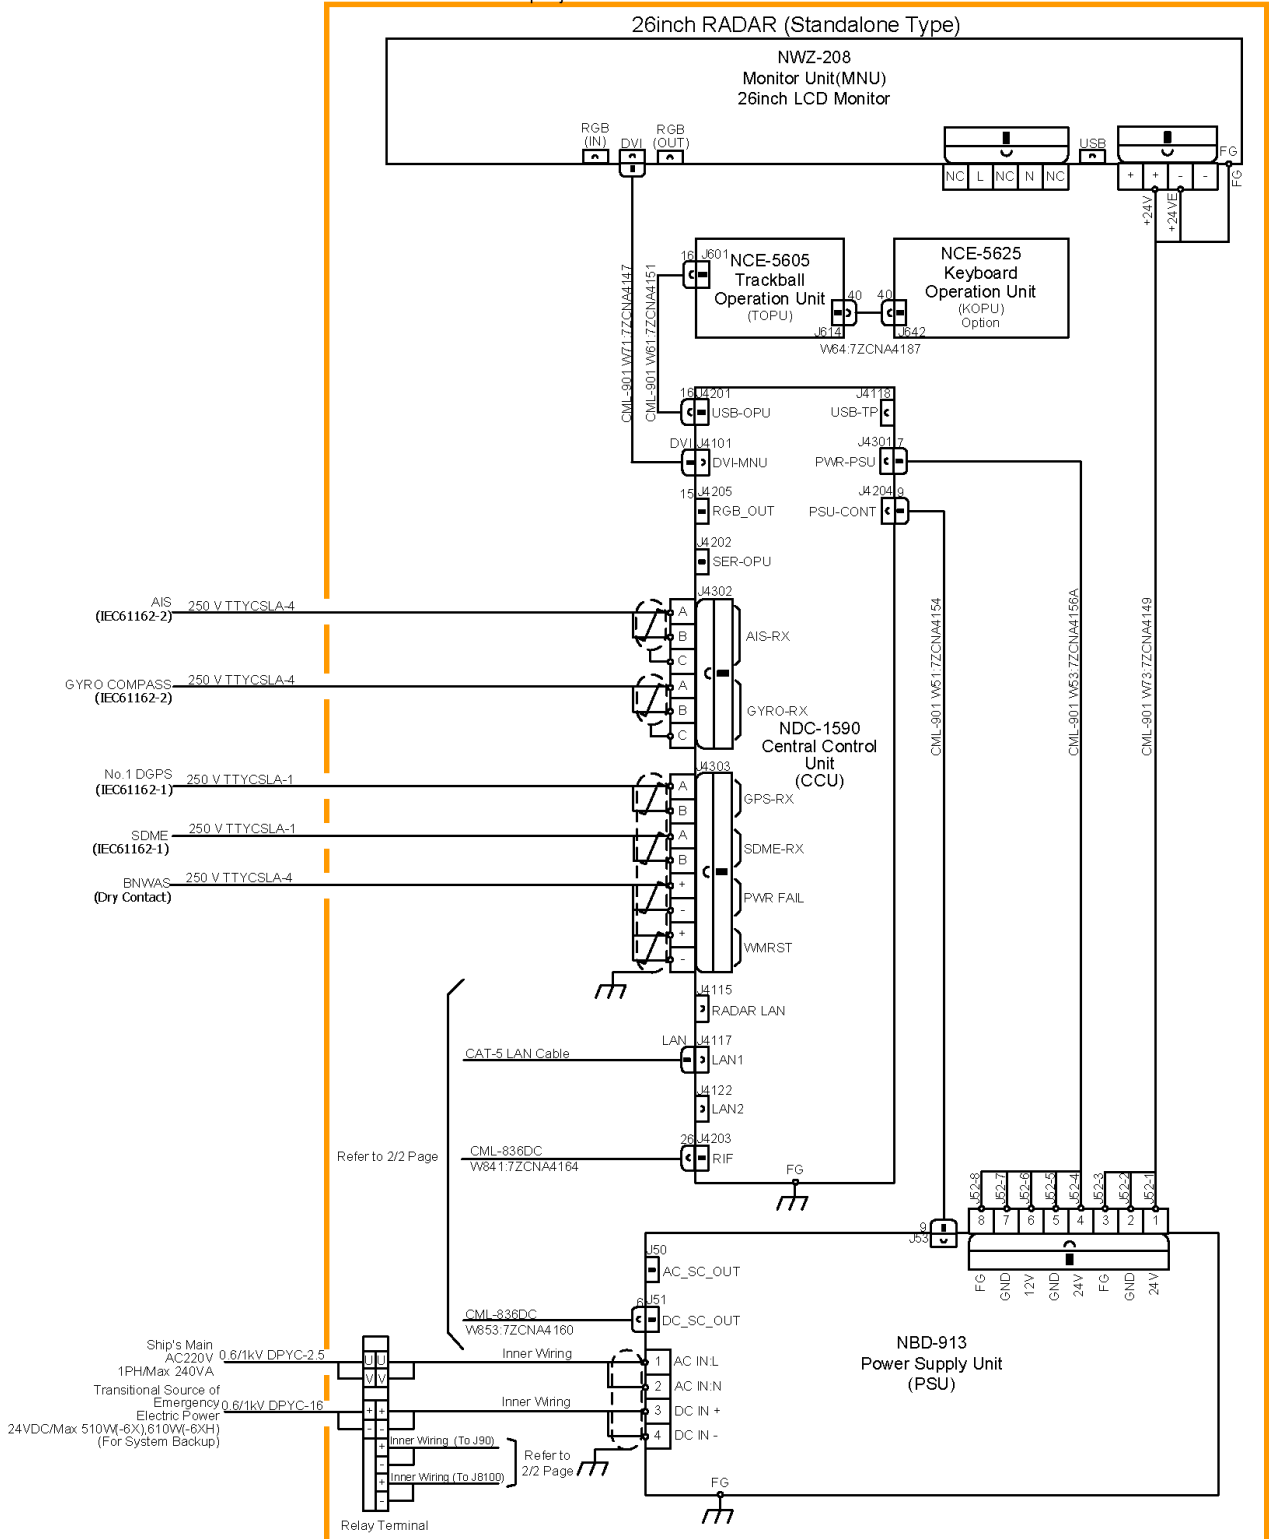 26inch RADAR (Standalone Type)
NWZ-208
Monitor Unit(MNU)
26inch LCD Monitor
RGB
(IN)
DVI
RGB
(OUT)
USB
FG
FG
NC L NC N NC
+ + - -
+24V
+24VE
CML-901 W71:7ZCNA4147
CML-901 W61:7ZCNA4151
16 J601
NCE-5605
Trackball
Operation Unit
(TOPU)
40
J614
NCE-5625
Keyboard
Operation Unit
(KOPU)
Option
40
J642
W64:7ZCNA4187
16 J4201
USB-OPU
J4118
USB-TP
DVI J4101
DVI-MNU
J4301 7
PWR-PSU
15 J4205
RGB_OUT
J4204 9
PSU-CONT
J4202
SER-OPU
J4302
AIS
(IEC61162-2)
250 V TTYCSLA-4
A
B
C
AIS-RX
GYRO COMPASS
(IEC61162-2)
250 V TTYCSLA-4
A
B
C
GYRO-RX
NDC-1590
Central Control
Unit
(CCU)
CML-901 W51:7ZCNA4154
CML-901 W53:7ZCNA4156A
CML-901 W73:7ZCNA4149
J4303
No.1 DGPS
(IEC61162-1)
250 V TTYCSLA-1
A
B
GPS-RX
SDME
(IEC61162-1)
250 V TTYCSLA-1
A
B
SDME-RX
BNWAS
(Dry Contact)
250 V TTYCSLA-4
+
-
PWR FAIL
+
-
WMRST
J4115
RADAR LAN
CAT-5 LAN Cable
LAN J4117
LAN1
J4122
LAN2
Refer to 2/2 Page
CML-836DC
W841:7ZCNA4164
26 J4203
RIF
FG
J52-8 J52-7 J52-6 J52-5 J52-4 J52-3 J52-2 J52-1
8 7 6 5 4 3 2 1
FG GND 12V GND 24V FG GND 24V
9
J53
J50
AC_SC_OUT
CML-836DC
W853:7ZCNA4160
6 J51
DC_SC_OUT
NBD-913
Power Supply Unit
(PSU)
Ship's Main
AC220V
1PH/Max 240VA
0.6/1kV DPYC-2.5
U U
V V
Inner Wiring
1 AC IN:L
2 AC IN:N
Transitional Source of
Emergency
Electric Power
24VDC/Max 510W(-6X),610W(-6XH)
(For System Backup)
0.6/1kV DPYC-16
+ +
- -
Inner Wiring
3 DC IN +
4 DC IN -
+
Inner Wiring (To J90)
-
+
Inner Wiring (To J8100)
-
Refer to
2/2 Page
FG
Relay Terminal